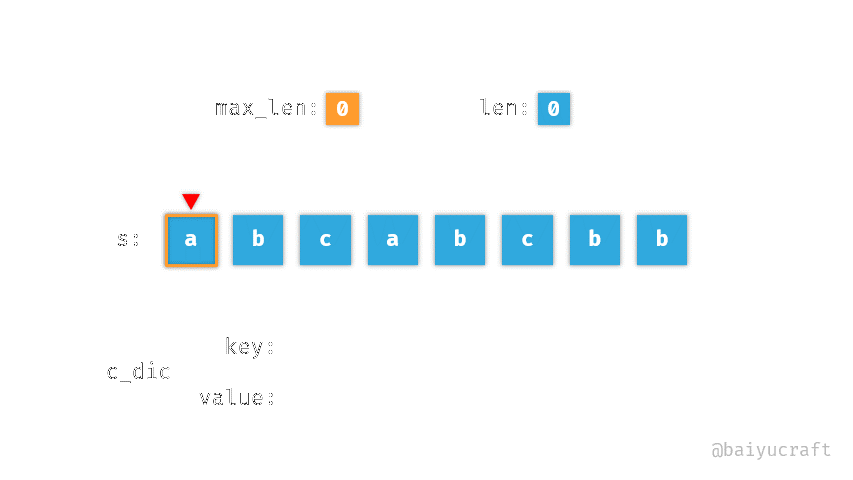 max_len: 0 len: 0
s: a b c a b c b b
key:
c_dic
value:
@baiyucraft